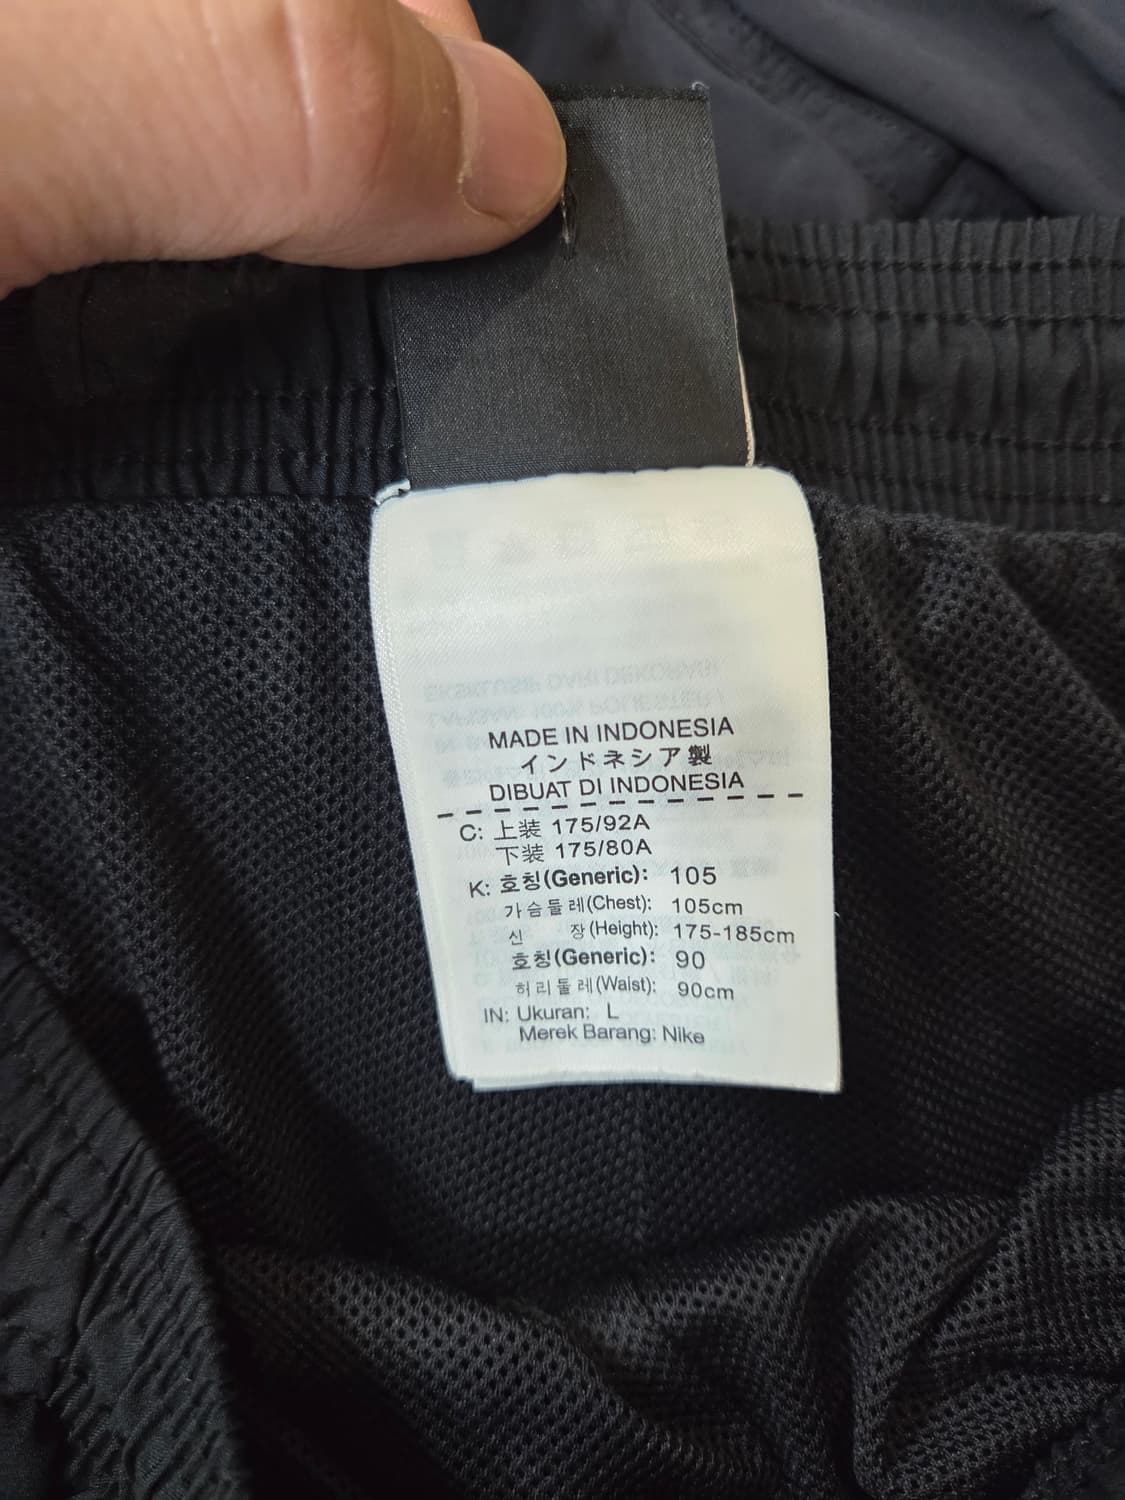 MADE IN INDONESIA
インドネシア製
DIBUAT DI INDONESIA
C: 上装 175/92A
下装 175/80A
K: 호칭(Generic): 105
가슴둘레(Chest): 105cm
신 장(Height): 175-185cm
호칭(Generic): 90
허리둘레(Waist): 90cm
IN: Ukuran: L
Merek Barang: Nike